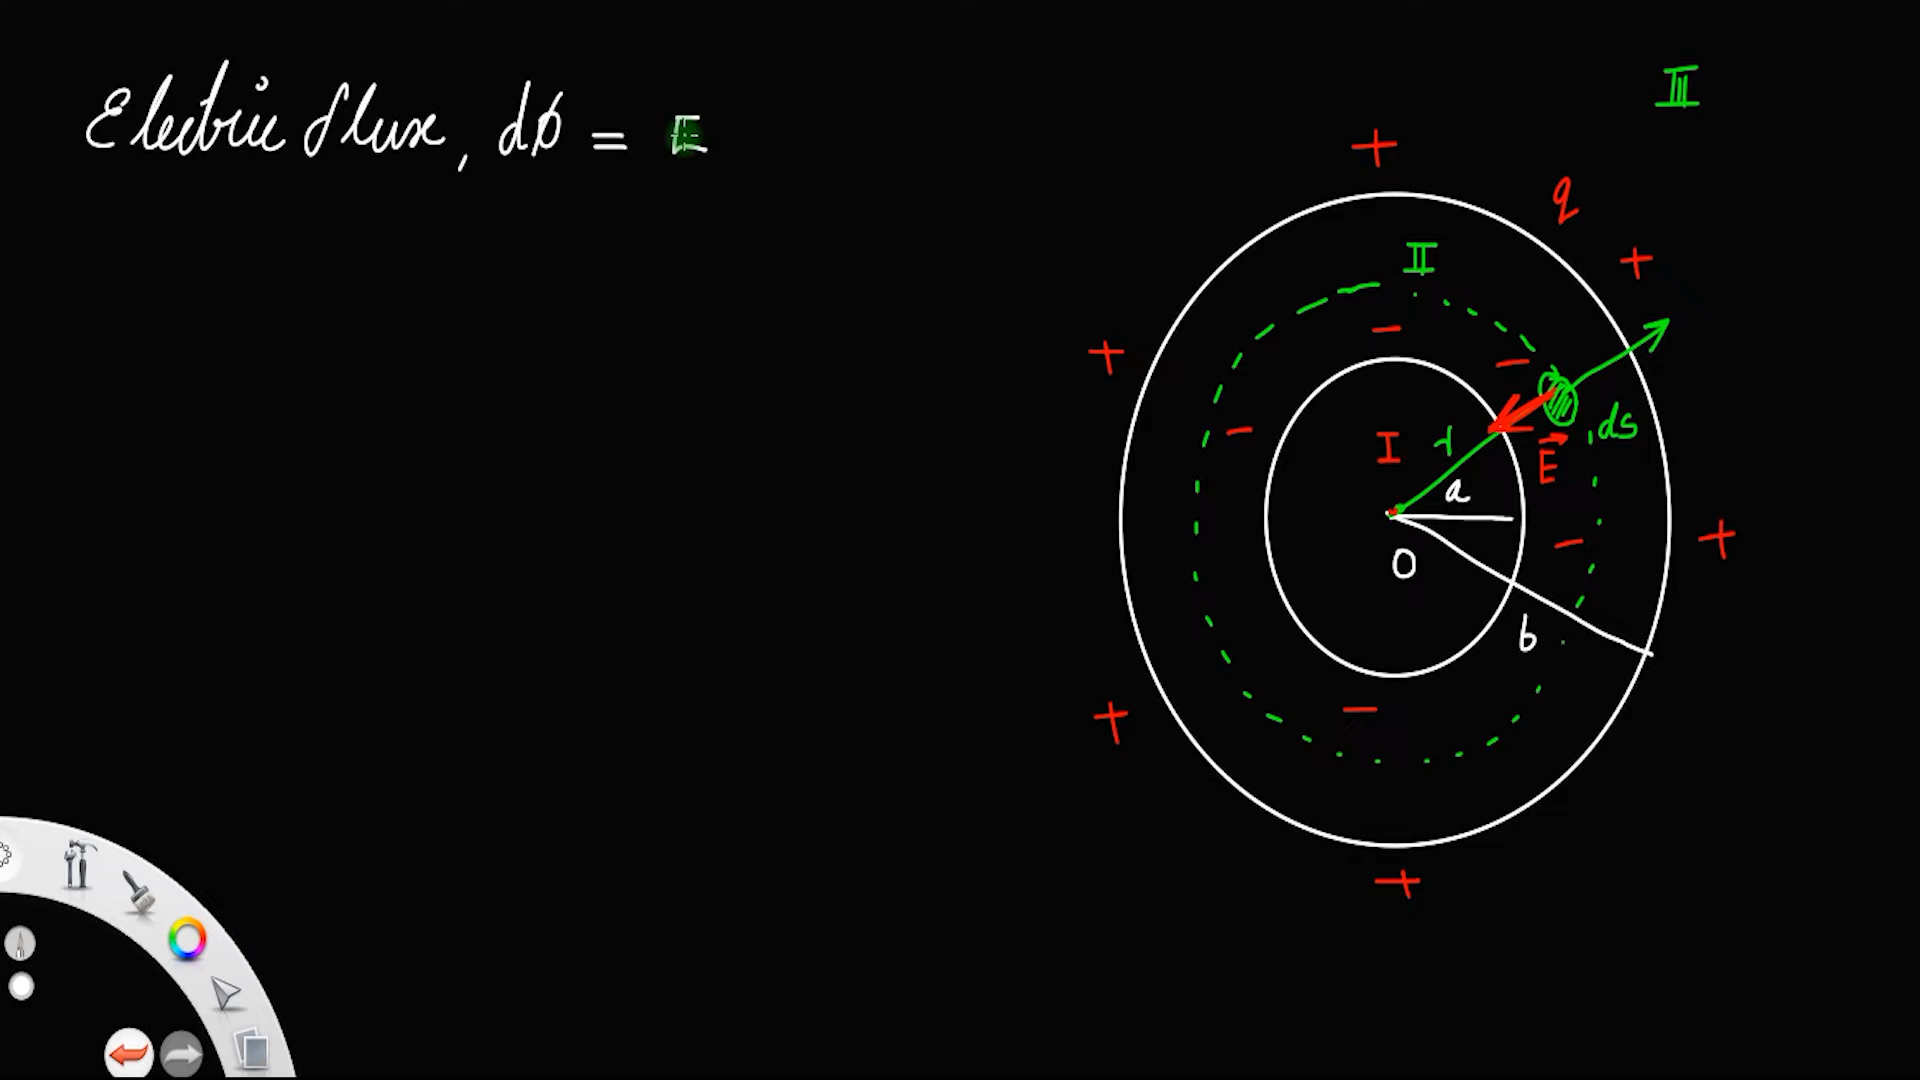 Electric flux, dϕ = E
III
+
q
+
II
-
+
-
-
ds
I
r
E
a
+
-
O
b
+
-
+